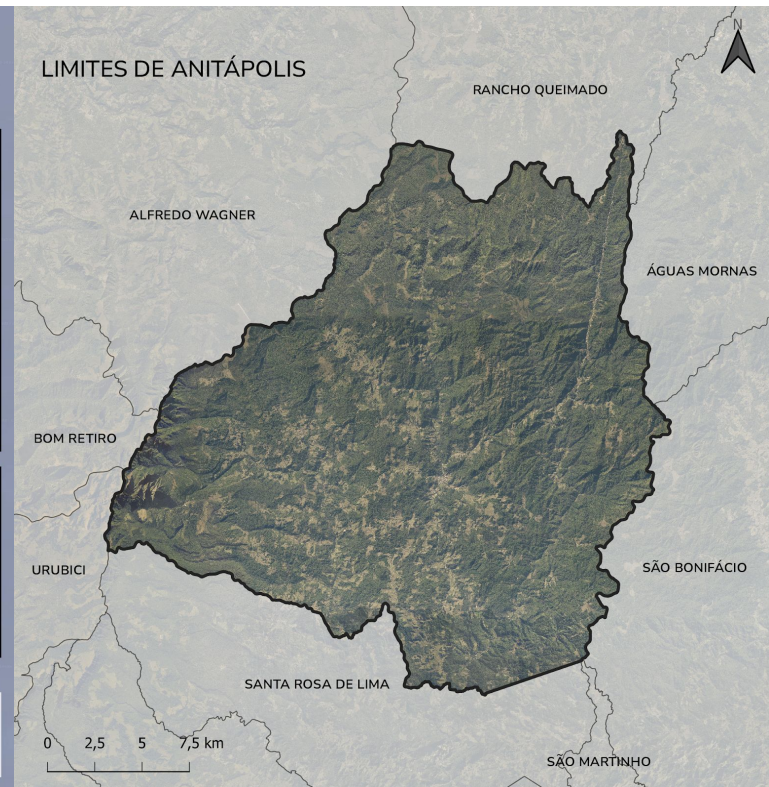 N
LIMITES DE ANITÁPOLIS
RANCHO QUEIMADO
ALFREDO WAGNER
ÁGUAS MORNAS
BOM RETIRO
SÃO BONIFÁCIO
URUBICI
SANTA ROSA DE LIMA
0 2,5 5 7,5 km
SÃO MARTINHO